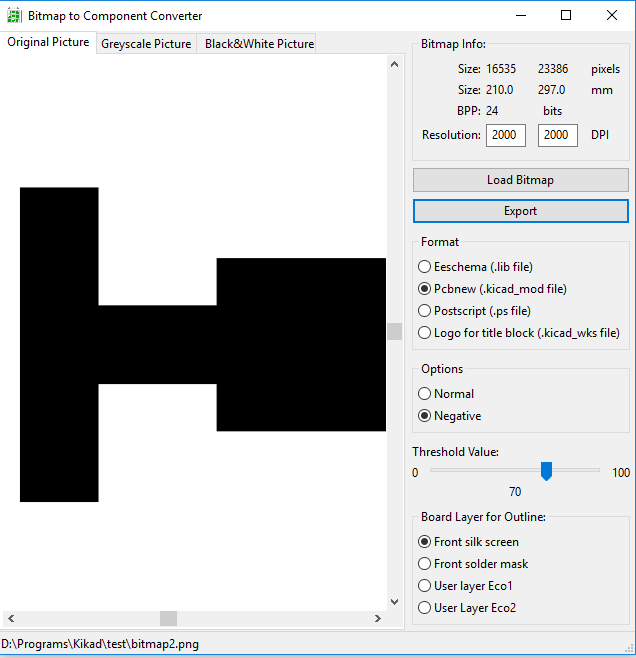 Bitmap to Component Converter
Original Picture Greyscale Picture Black&White Picture
Bitmap Info:
Size: 16535 23386 pixels
Size: 210.0 297.0 mm
BPP: 24 bits
Resolution: 2000 2000 DPI
Load Bitmap
Export
Format
Eeschema (.lib file)
Pcbnew (.kicad_mod file)
Postscript (.ps file)
Logo for title block (.kicad_wks file)
Options
Normal
Negative
Threshold Value:
0 100
70
Board Layer for Outline:
Front silk screen
Front solder mask
User layer Eco1
User Layer Eco2
D:\Programs\Kikad\test\bitmap2.png